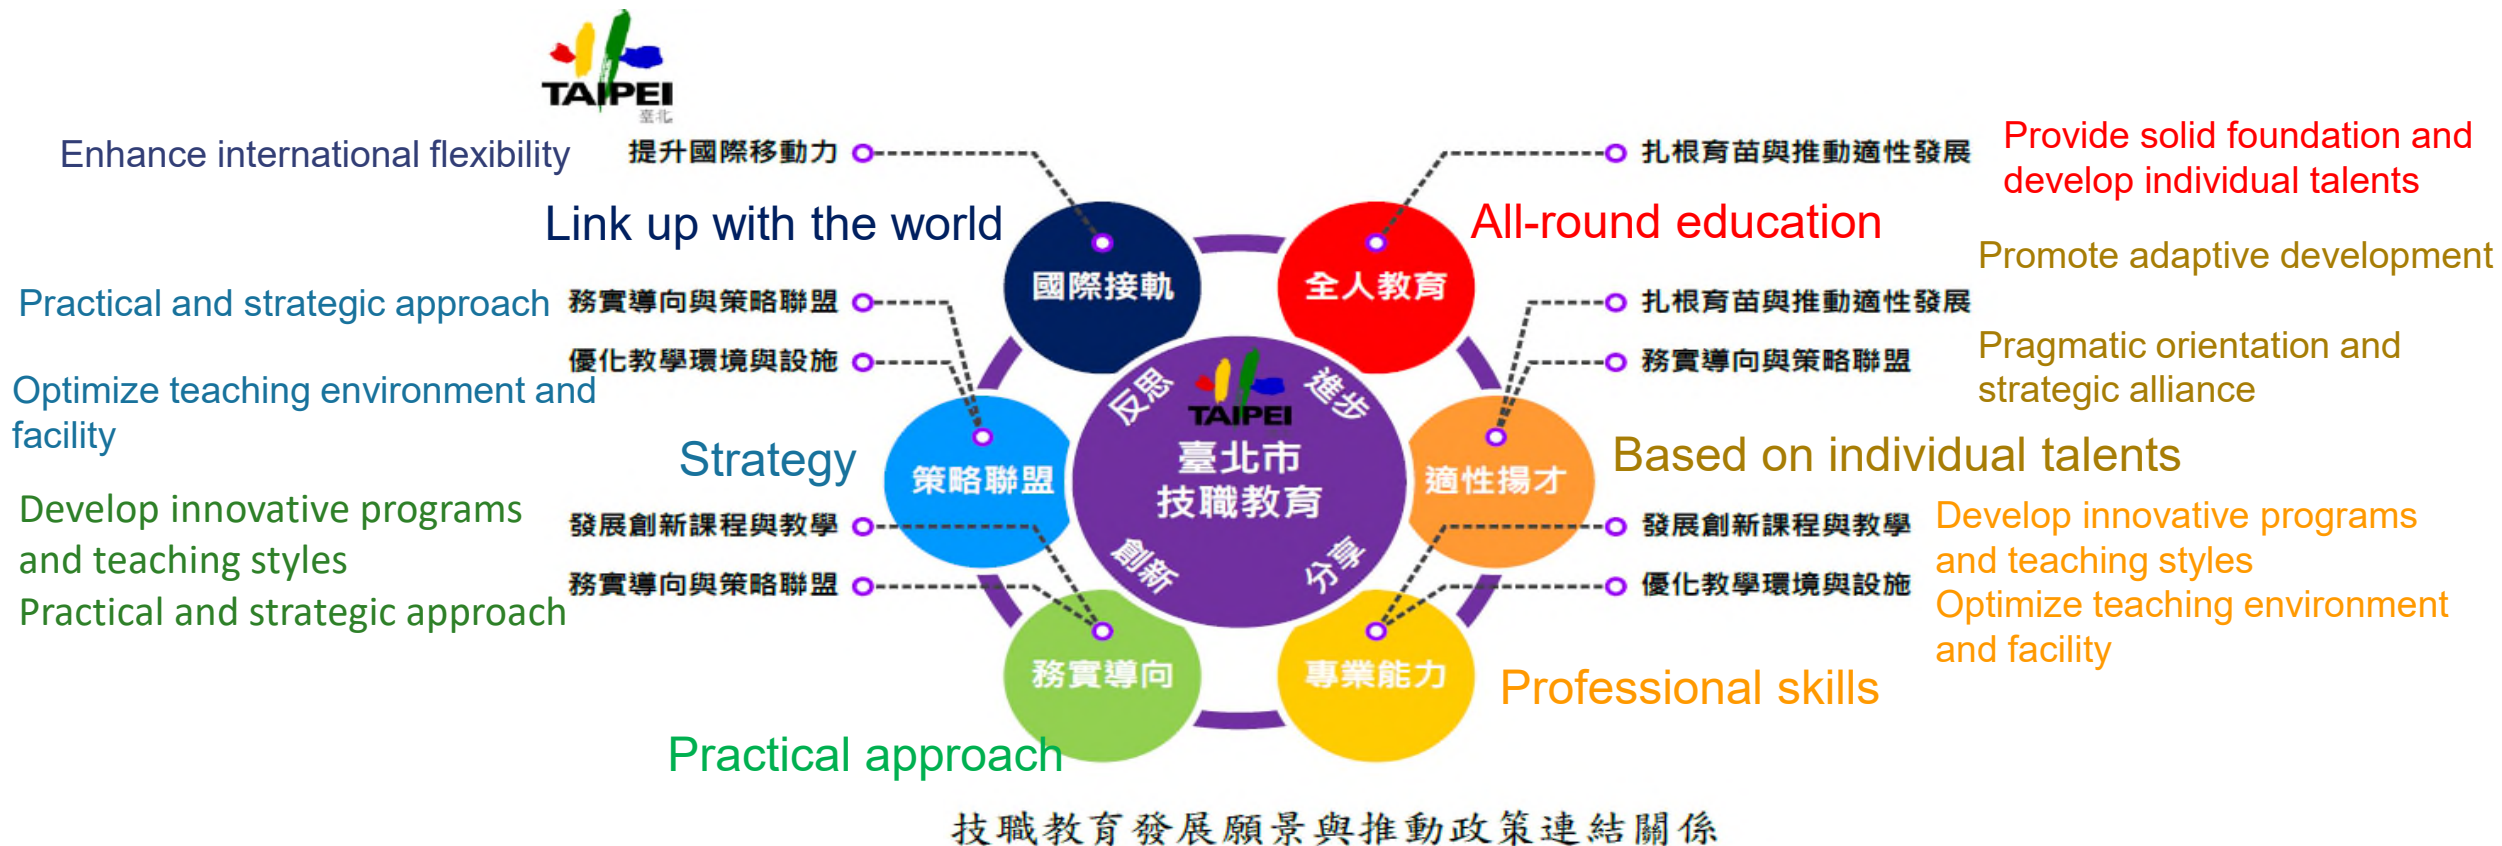 TAIPEI
臺北
Enhance international flexibility
提升國際移動力
Link up with the world
國際接軌
Practical and strategic approach
務實導向與策略聯盟
優化教學環境與設施
Optimize teaching environment and
facility
Strategy
策略聯盟
Develop innovative programs
and teaching styles
Practical and strategic approach
發展創新課程與教學
務實導向與策略聯盟
務實導向
Practical approach
反思
進步
TAIPEI
臺北市
技職教育
創新
分享
扎根育苗與推動適性發展
Provide solid foundation and
develop individual talents
All-round education
全人教育
Promote adaptive development
扎根育苗與推動適性發展
務實導向與策略聯盟
Pragmatic orientation and
strategic alliance
Based on individual talents
適性揚才
發展創新課程與教學
優化教學環境與設施
Develop innovative programs
and teaching styles
Optimize teaching environment
and facility
專業能力
Professional skills
技職教育發展願景與推動政策連結關係